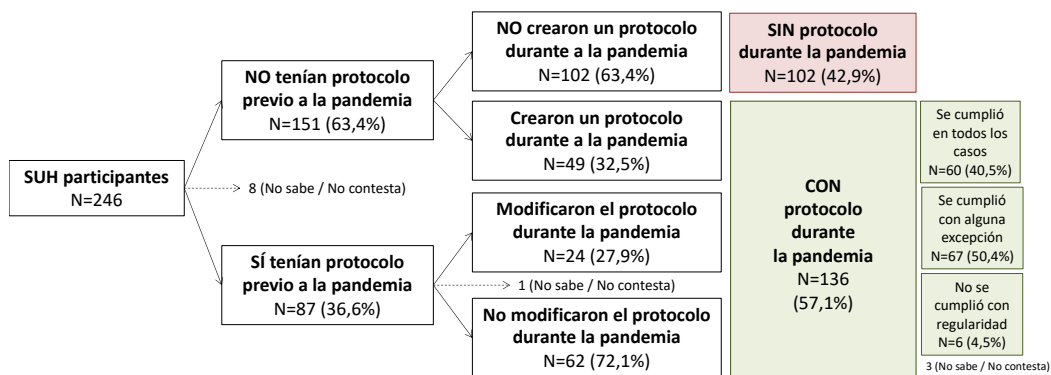 SUH participantes
N=246
NO tenían protocolo
previo a la pandemia
N=151 (63,4%)
8 (No sabe / No contesta)
SÍ tenían protocolo
previo a la pandemia
N=87 (36,6%)
NO crearon un protocolo
durante a la pandemia
N=102 (63,4%)
Crearon un protocolo
durante a la pandemia
N=49 (32,5%)
Modificaron el protocolo
durante la pandemia
N=24 (27,9%)
1 (No sabe / No contesta)
No modificaron el protocolo
durante la pandemia
N=62 (72,1%)
SIN protocolo
durante la pandemia
N=102 (42,9%)
CON
protocolo
durante
la pandemia
N=136
(57,1%)
Se cumplió
en todos los
casos
N=60 (40,5%)
Se cumplió
con alguna
excepción
N=67 (50,4%)
No se
cumplió con
regularidad
N=6 (4,5%)
3 (No sabe / No contesta)